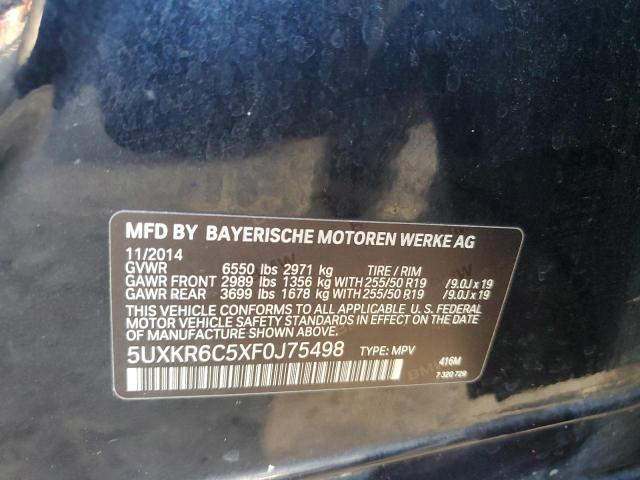 MFD BY BAYERISCHE MOTOREN WERKE AG
11/2014
GVWR 6550 lbs 2971 kg TIRE / RIM
GAWR FRONT 2989 lbs 1356 kg WITH 255/50 R19 /9.0J x 19
GAWR REAR 3699 lbs 1678 kg WITH 255/50 R19 /9.0J x 19
THIS VEHICLE CONFORMS TO ALL APPLICABLE U. S. FEDERAL
MOTOR VEHICLE SAFETY STANDARDS IN EFFECT ON
THE DATE OF MANUFACTURE SHOWN ABOVE.
5UXKR6C5XF0J75498 TYPE: MPV 416M
7 320 729